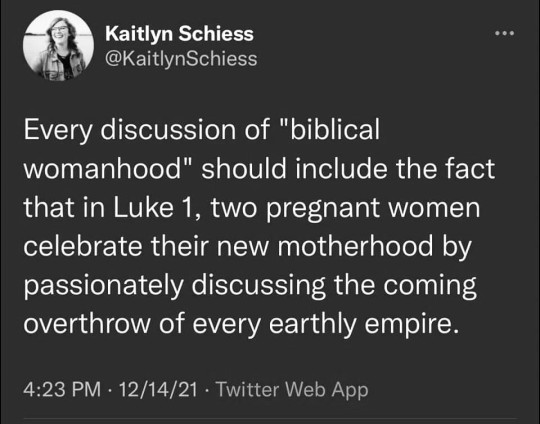 Kaitlyn Schiess
@KaitlynSchiess
Every discussion of "biblical
womanhood" should include the fact
that in Luke 1, two pregnant women
celebrate their new motherhood by
passionately discussing the coming
overthrow of every earthly empire.
4:23 PM · 12/14/21 · Twitter Web App